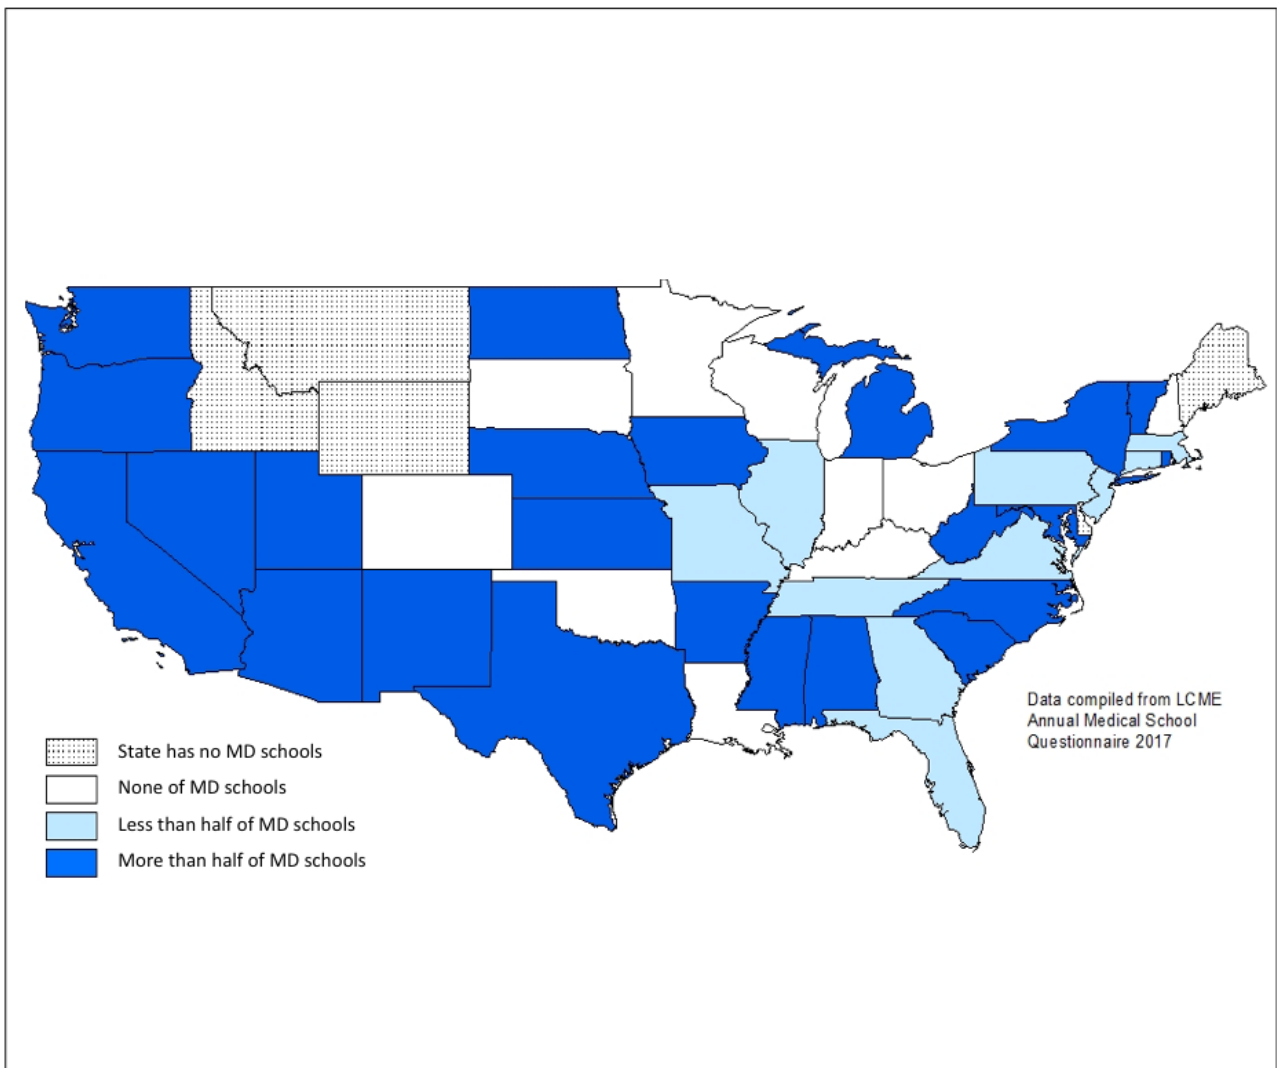 Data compiled from LCME
Annual Medical School
Questionnaire 2017
State has no MD schools
None of MD schools
Less than half of MD schools
More than half of MD schools